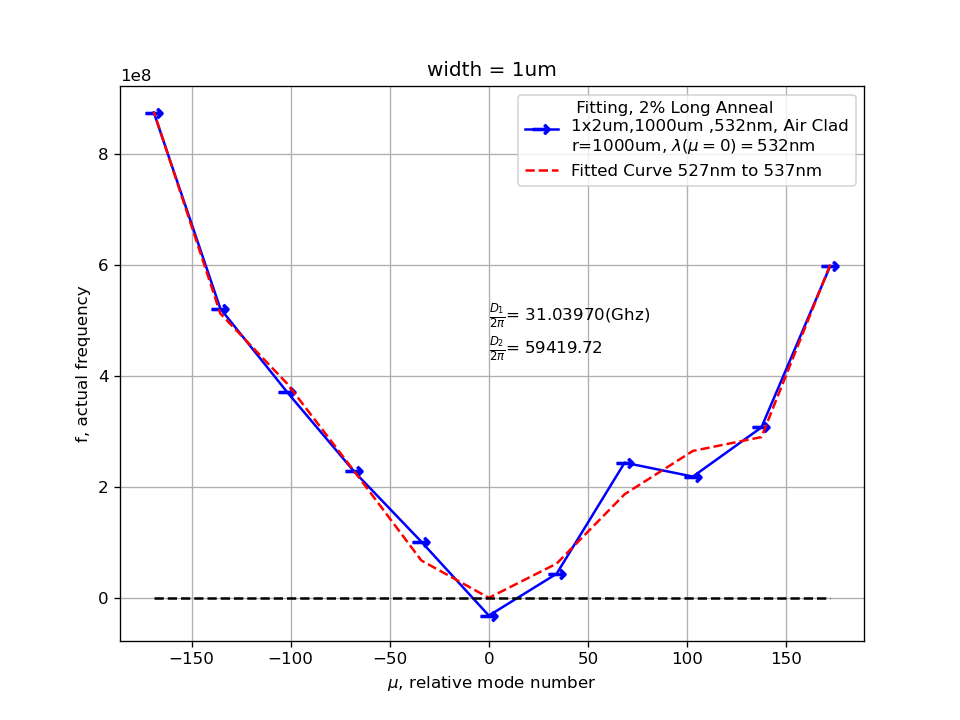 width = 1um
1e8
Fitting, 2% Long Anneal
1x2um,1000um ,532nm, Air Clad
r=1000um, λ(μ = 0) = 532nm
Fitted Curve 527nm to 537nm
D₁/2π = 31.03970(Ghz)
D₂/2π = 59419.72
8
6
4
2
0
f, actual frequency
−150 −100 −50 0 50 100 150
μ, relative mode number